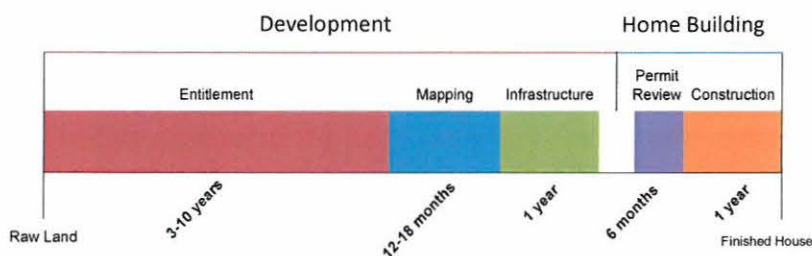 Development
Home Building
Entitlement
Mapping
Infrastructure
Permit
Review
Construction
3-10 years
12-18 months
1 year
6 months
1 year
Raw Land
Finished House